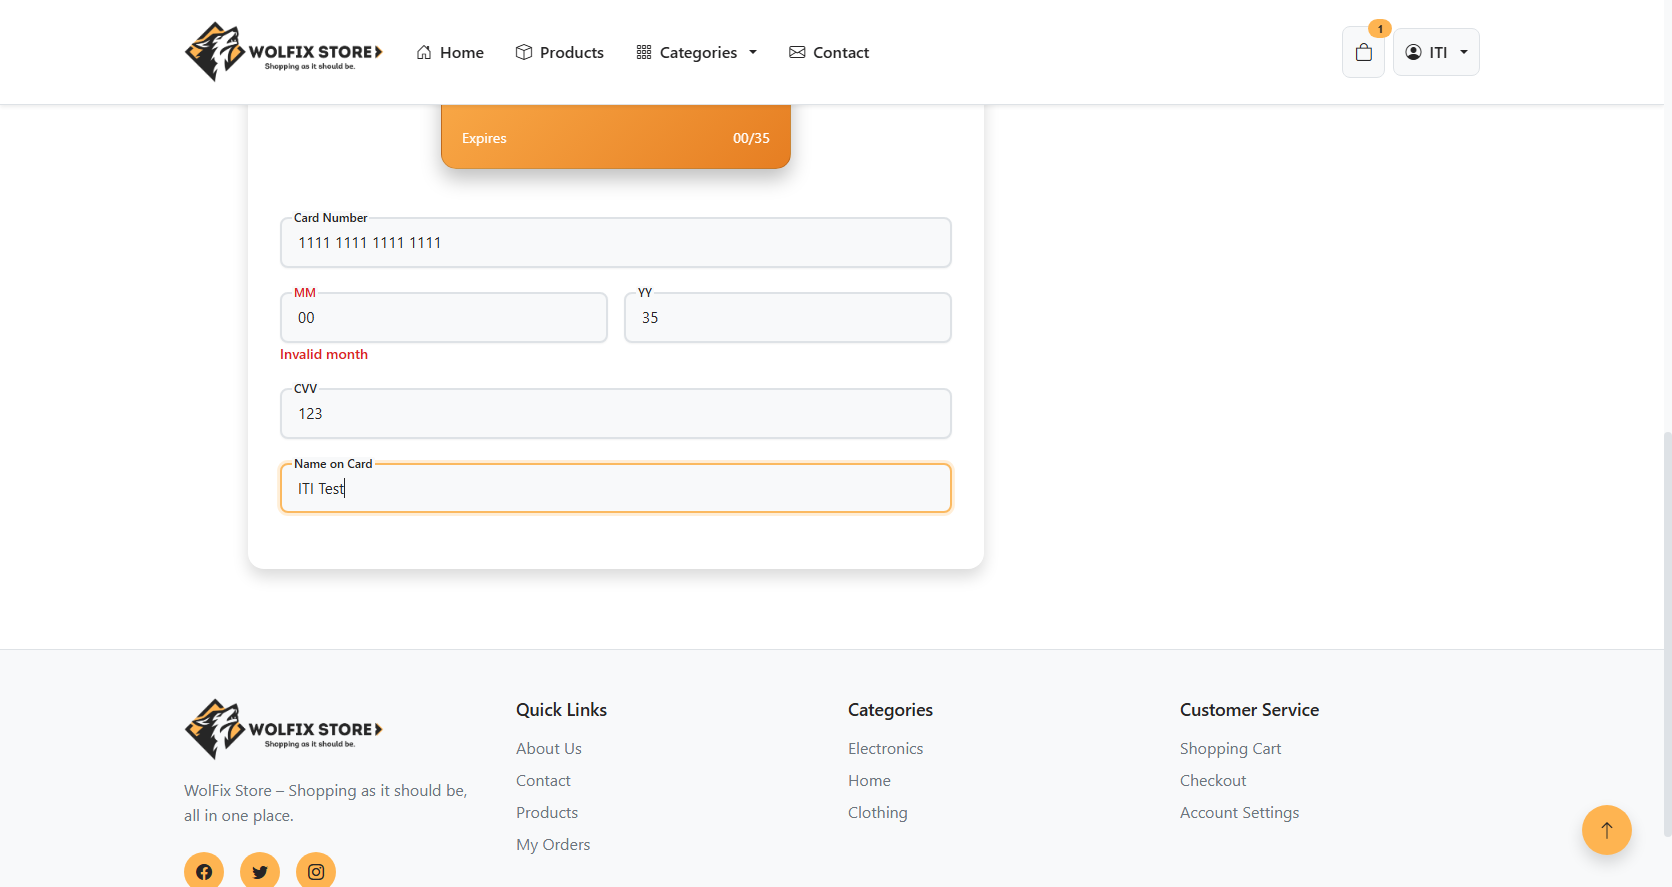 WOLFIX STORE
Shopping as it should be.
Home
Products
Categories
Contact
1
ITI
Expires
00/35
Card Number
1111 1111 1111 1111
MM
00
YY
35
Invalid month
CVV
123
Name on Card
ITI Test
WOLFIX STORE
Shopping as it should be.
WolFix Store – Shopping as it should be,
all in one place.
Quick Links
About Us
Contact
Products
My Orders
Categories
Electronics
Home
Clothing
Customer Service
Shopping Cart
Checkout
Account Settings